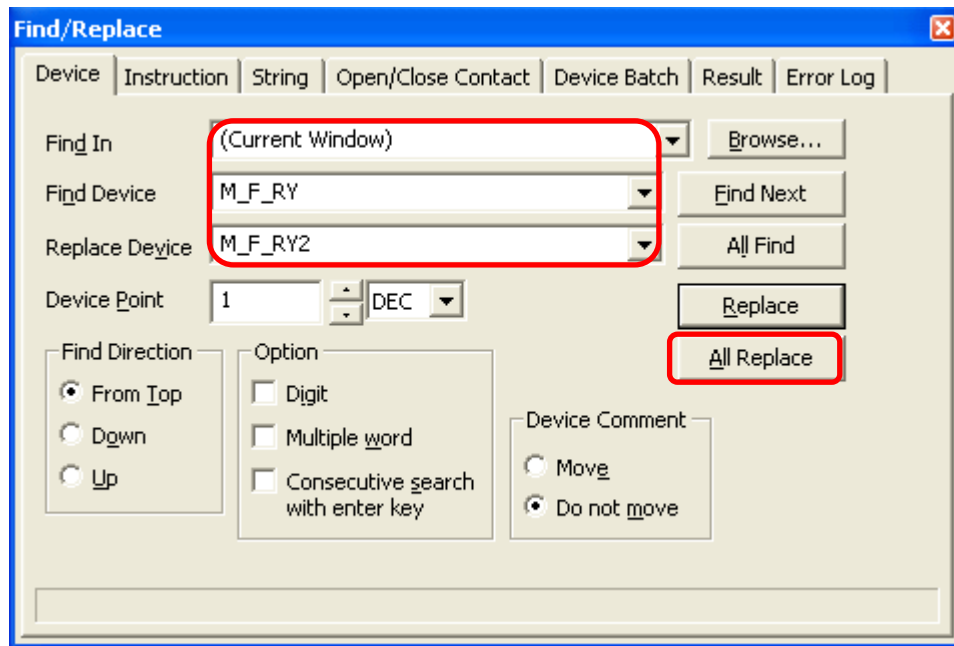 Find/Replace
Device Instruction String Open/Close Contact Device Batch Result Error Log
Find In (Current Window) Browse...
Find Device M_F_RY Find Next
Replace Device M_F_RY2 All Find
Device Point 1 DEC Replace
All Replace
Find Direction
From Top
Down
Up
Option
Digit
Multiple word
Consecutive search
with enter key
Device Comment
Move
Do not move